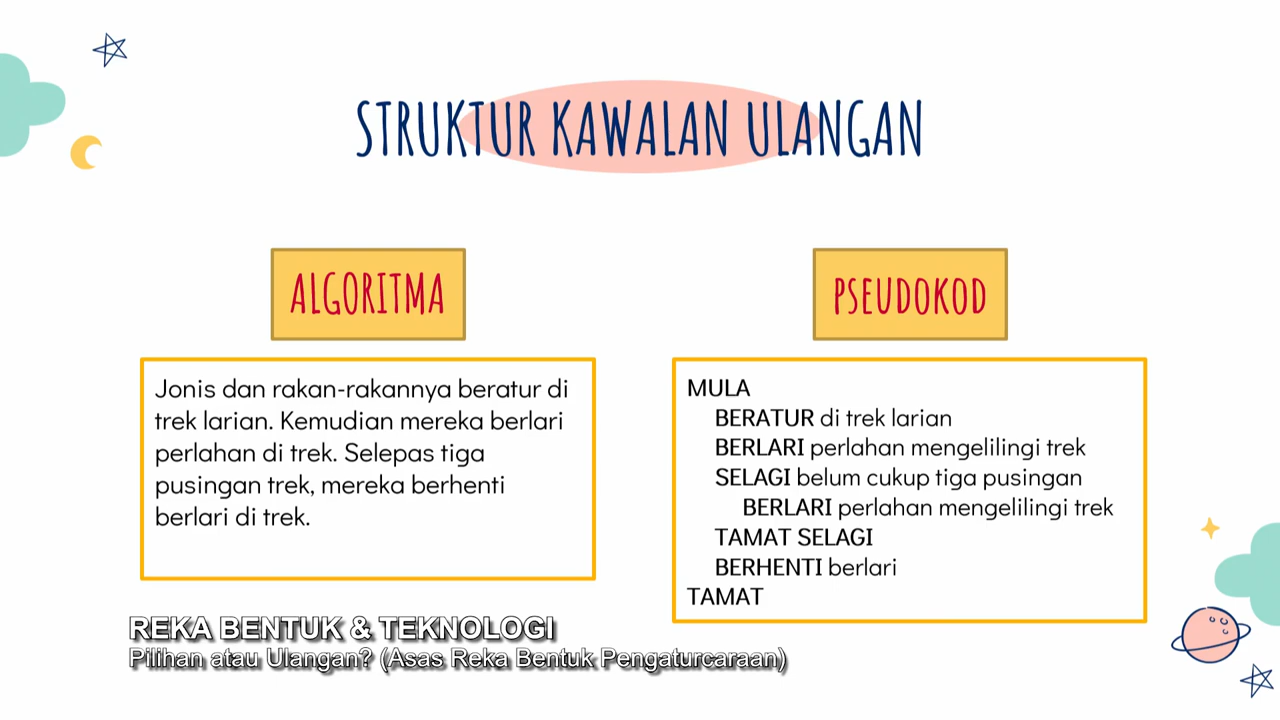 STRUKTUR KAWALAN ULANGAN
ALGORITMA
Jonis dan rakan-rakannya beratur di
trek larian. Kemudian mereka berlari
perlahan di trek. Selepas tiga
pusingan trek, mereka berhenti
berlari di trek.
PSEUDOKOD
MULA
BERATUR di trek larian
BERLARI perlahan mengelilingi trek
SELAGI belum cukup tiga pusingan
BERLARI perlahan mengelilingi trek
TAMAT SELAGI
BERHENTI berlari
TAMAT
REKA BENTUK & TEKNOLOGI
Pilihan atau Ulangan? (Asas Reka Bentuk Pengaturcaraan)